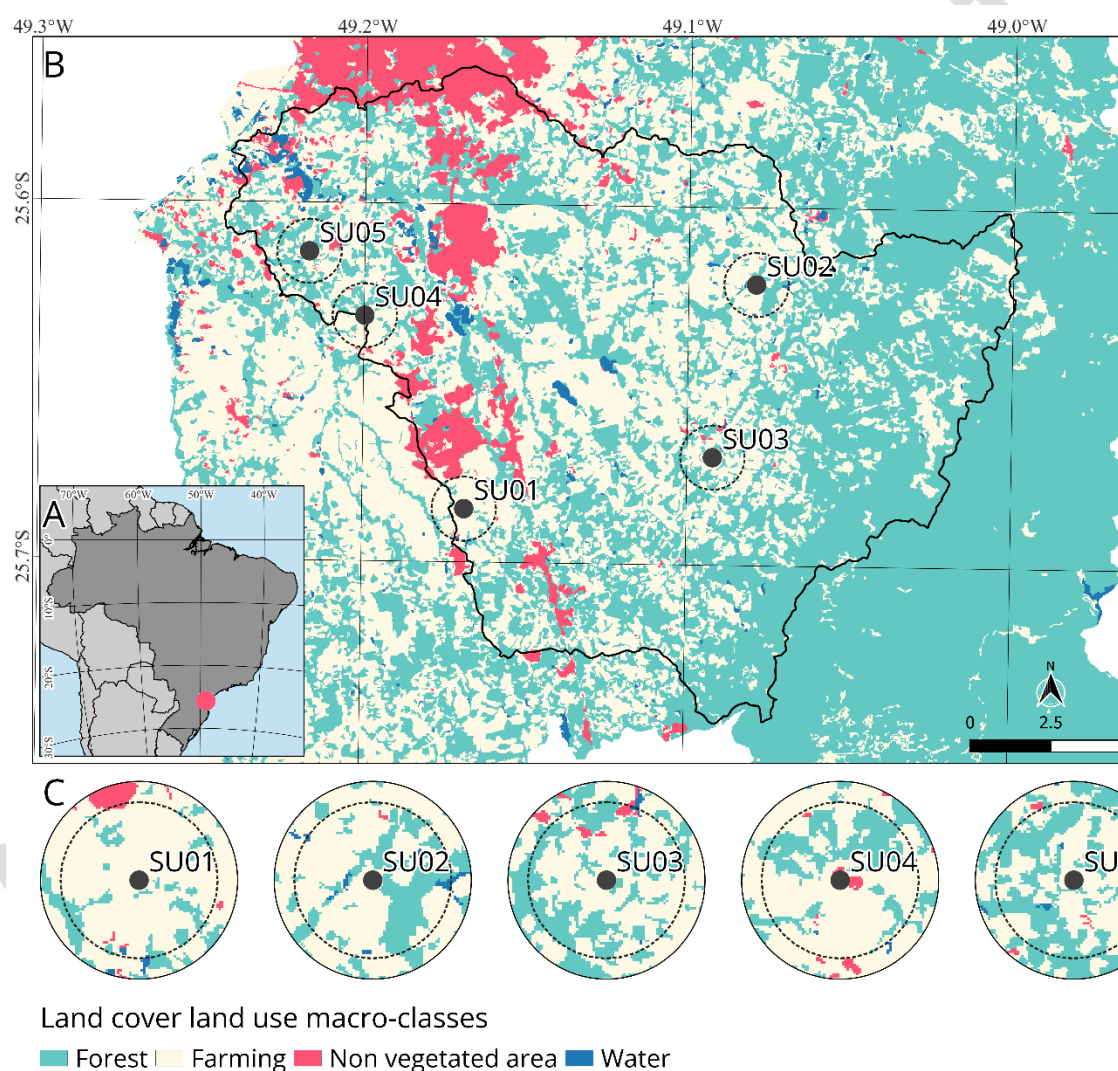 49.3°W 49.2°W 49.1°W 49.0°W
B
25.6°S
SU05
SU02
SU04
SU03
SU01
25.7°S
A
70°W 60°W 50°W 40°W
0°
10°S
20°S
30°S
N
0 2.5
C
SU01 SU02 SU03 SU04 SU
Land cover land use macro-classes
Forest Farming Non vegetated area Water